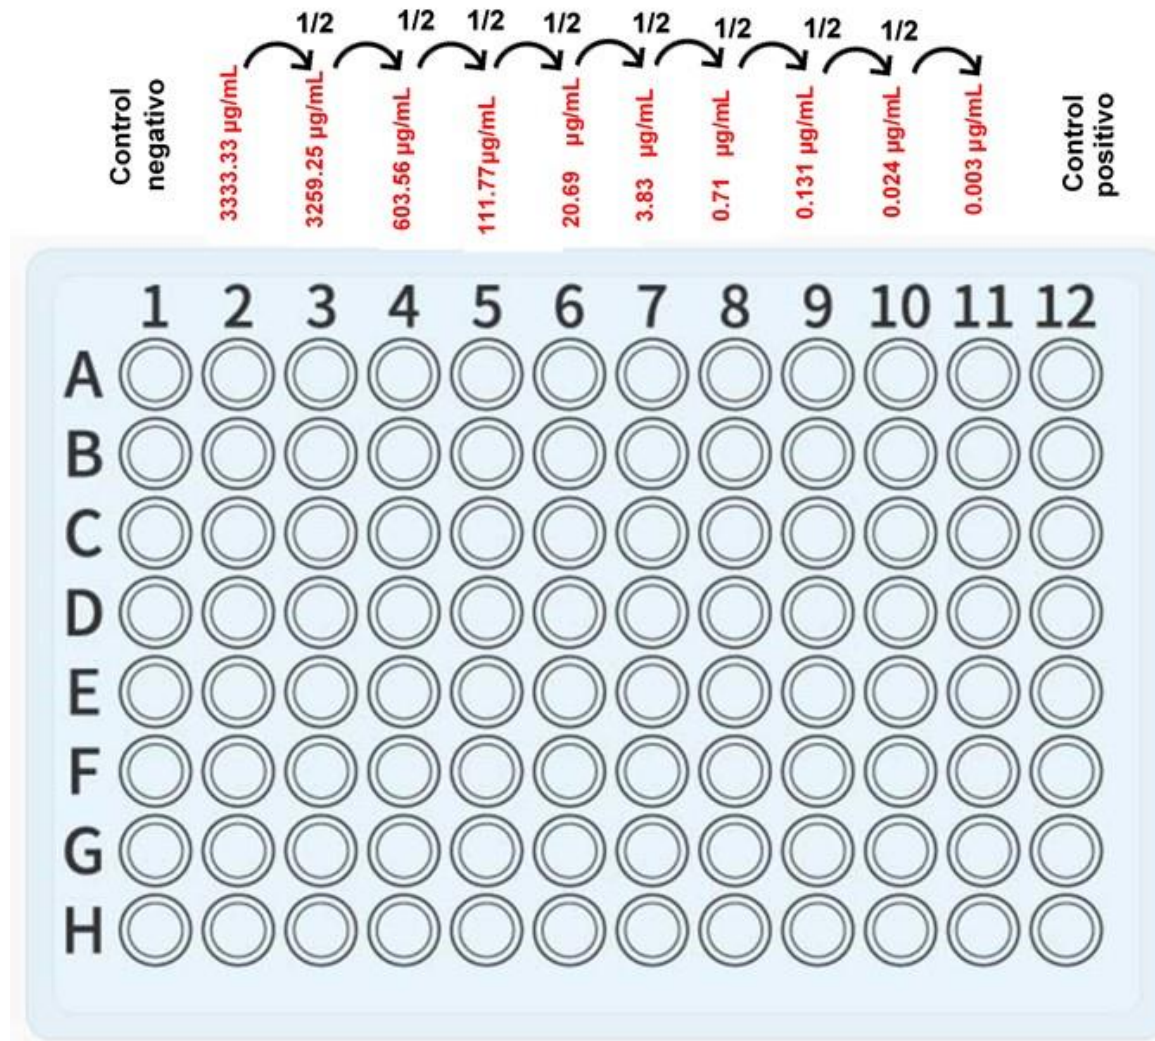 1/2 1/2 1/2 1/2 1/2 1/2 1/2 1/2
Control
negativo
3333.33 µg/mL
3259.25 µg/mL
603.56 µg/mL
111.77µg/mL
20.69 µg/mL
3.83 µg/mL
0.71 µg/mL
0.131 µg/mL
0.024 µg/mL
0.003 µg/mL
Control
positivo
1 2 3 4 5 6 7 8 9 10 11 12
A
B
C
D
E
F
G
H